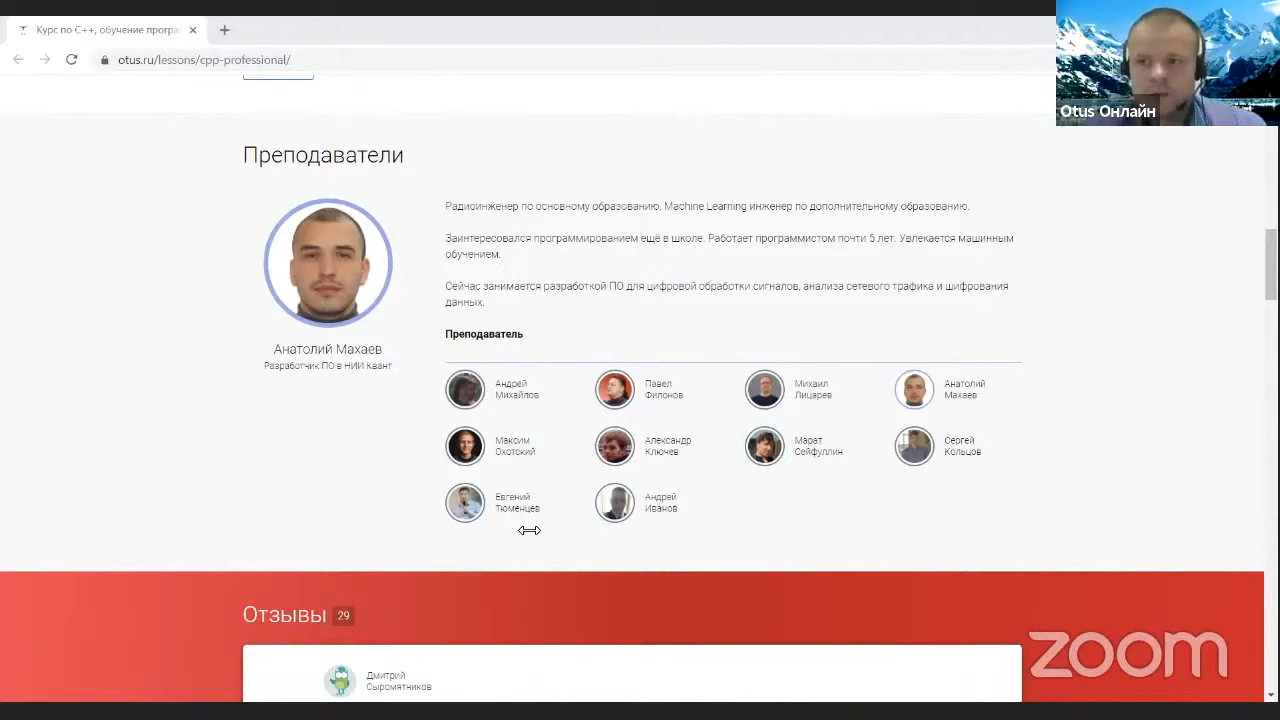 Курс по C++, обучение програ
otus.ru/lessons/cpp-professional/
Otus Онлайн
Преподаватели
Радиоинженер по основному образованию, Machine Learning инженер по дополнительному образованию.
Заинтересовался программированием ещё в школе. Работает программистом почти 5 лет. Увлекается машинным
обучением.
Сейчас занимается разработкой ПО для цифровой обработки сигналов, анализа сетевого трафика и шифрования
данных.
Преподаватель
Анатолий Махаев
Разработчик ПО в НИИ Квант
Андрей
Михайлов
Павел
Филонов
Михаил
Лицарев
Анатолий
Махаев
Максим
Охотский
Александр
Ключев
Марат
Сейфуллин
Сергей
Кольцов
Евгений
Тюменцев
Андрей
Иванов
Отзывы 29
Дмитрий
Сыромятников
zoom